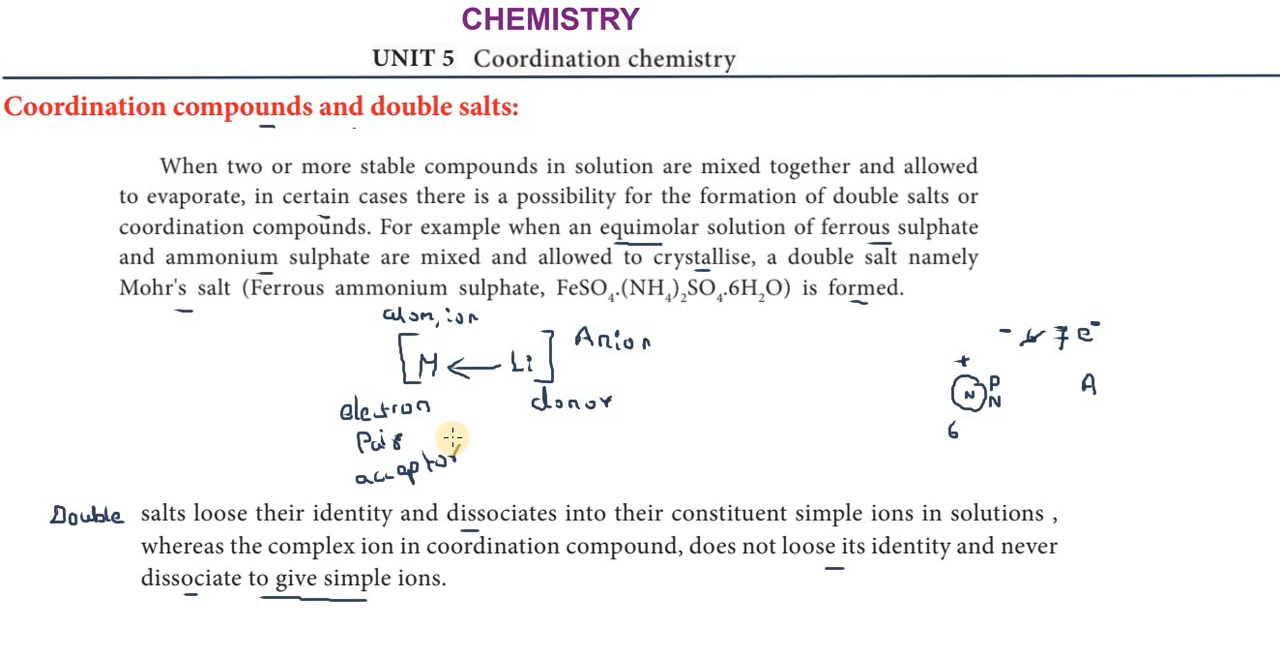 CHEMISTRY
UNIT 5 Coordination chemistry
Coordination compounds and double salts:
When two or more stable compounds in solution are mixed together and allowed
to evaporate, in certain cases there is a possibility for the formation of double salts or
coordination compounds. For example when an equimolar solution of ferrous sulphate
and ammonium sulphate are mixed and allowed to crystallise, a double salt namely
Mohr's salt (Ferrous ammonium sulphate, FeSO₄.(NH₄)₂SO₄.6H₂O) is formed.
atom, ion
[M ← Li] Anion
electron donor
Pair
acceptor
- 7 e⁻
+
N P
N
A
6
Double salts loose their identity and dissociates into their constituent simple ions in solutions ,
whereas the complex ion in coordination compound, does not loose its identity and never
dissociate to give simple ions.